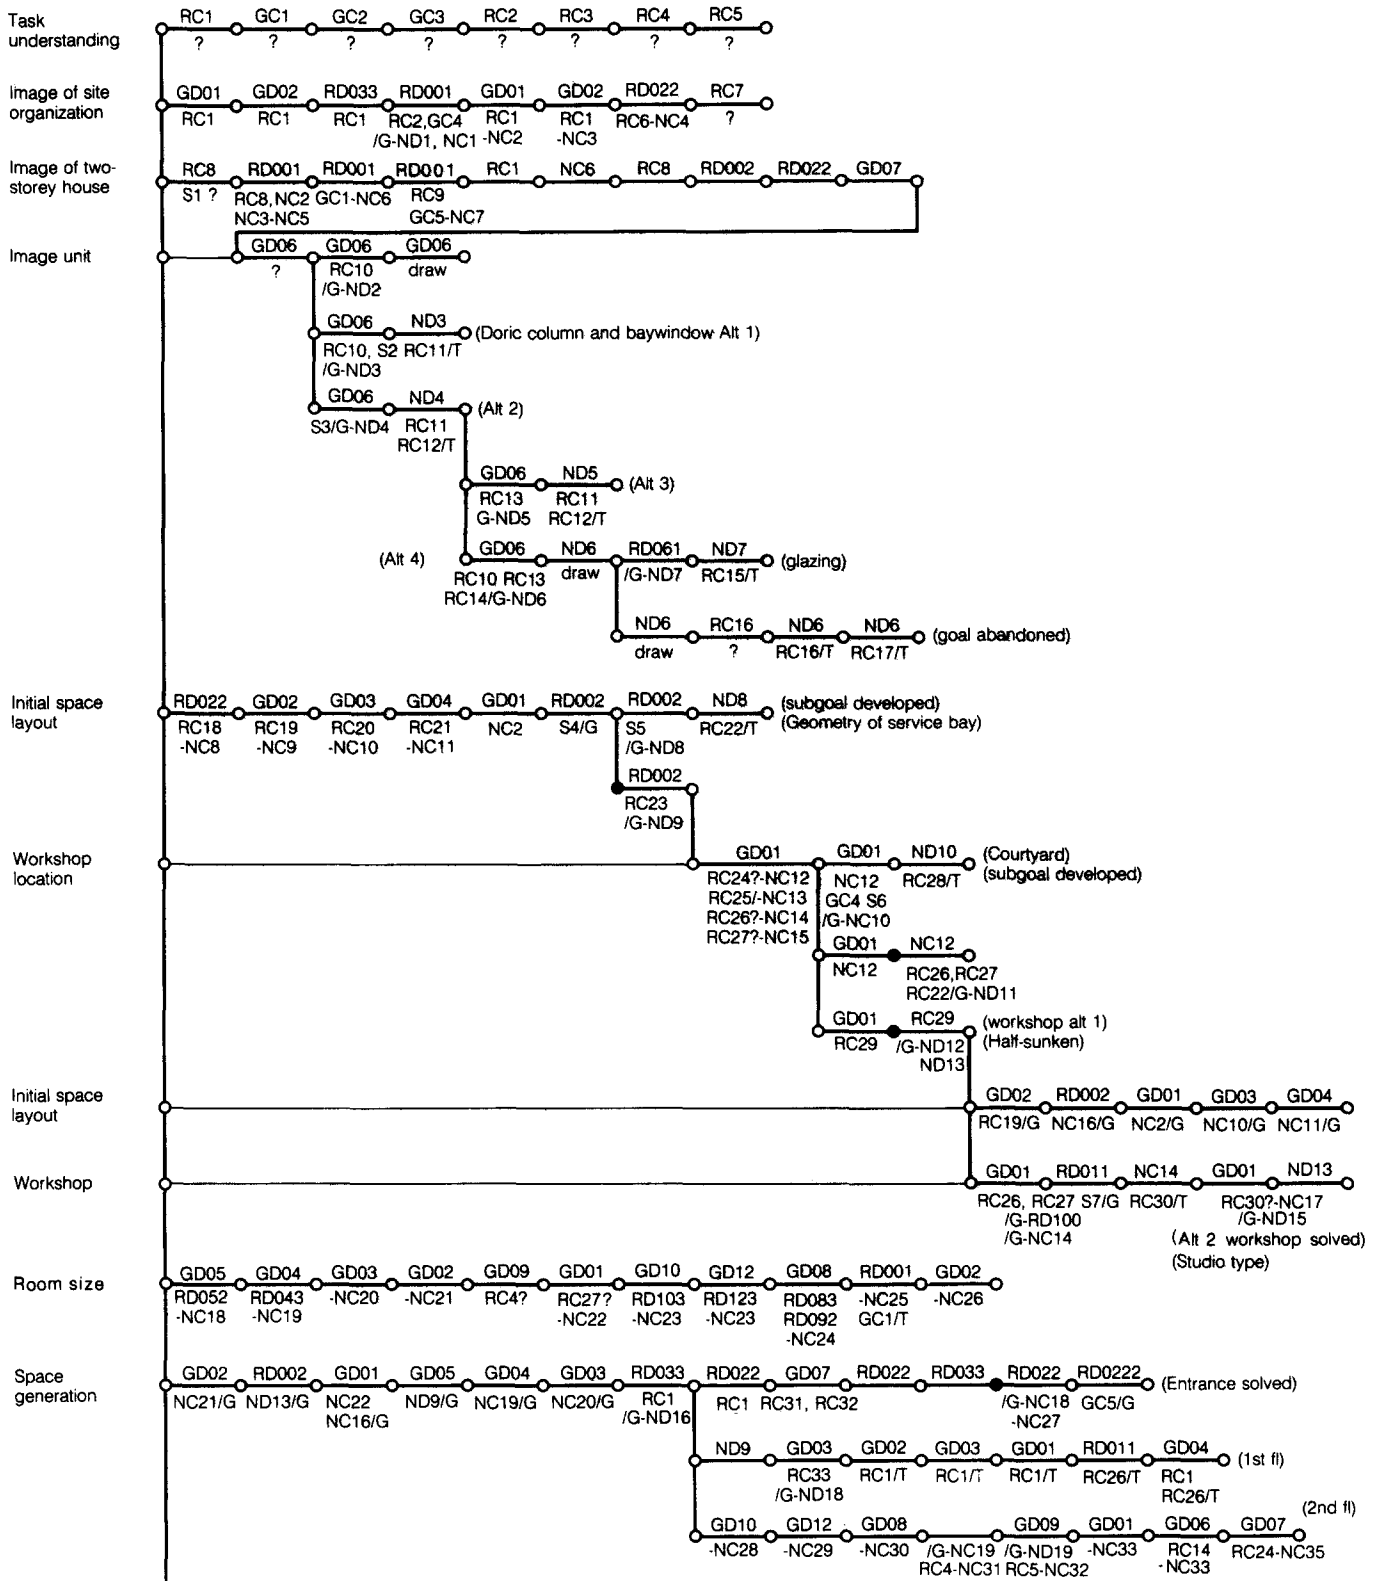 Task
understanding
RC1 GC1 GC2 GC3 RC2 RC3 RC4 RC5
? ? ? ? ? ? ? ?
Image of site
organization
GD01 GD02 RD033 RD001 GD01 GD02 RD022 RC7
RC1 RC1 RC1 RC2,GC4 RC1 RC1 RC6-NC4 ?
/G-ND1, NC1 -NC2 -NC3
Image of two-
storey house
RC8 RD001 RD001 RD001 RC1 NC6 RC8 RD002 RD022 GD07
S1 ? RC8, NC2 GC1-NC6 RC9
NC3-NC5 GC5-NC7
Image unit
GD06 GD06 GD06
? RC10 draw
/G-ND2
GD06 ND3 (Doric column and baywindow Alt 1)
RC10, S2 RC11/T
/G-ND3
GD06 ND4 (Alt 2)
S3/G-ND4 RC11
RC12/T
GD06 ND5 (Alt 3)
RC13 RC11
G-ND5 RC12/T
(Alt 4) GD06 ND6 RD061 ND7 (glazing)
RC10 RC13 draw /G-ND7 RC15/T
RC14/G-ND6
ND6 RC16 ND6 ND6 (goal abandoned)
draw ? RC16/T RC17/T
Initial space
layout
RD022 GD02 GD03 GD04 GD01 RD002 RD002 ND8 (subgoal developed)
RC18 RC19 RC20 RC21 NC2 S4/G S5 RC22/T (Geometry of service bay)
-NC8 -NC9 -NC10 -NC11 /G-ND8
RD002
RC23
/G-ND9
Workshop
location
GD01 GD01 ND10 (Courtyard)
RC24?-NC12 NC12 RC28/T (subgoal developed)
RC25/-NC13 GC4 S6
RC26?-NC14 /G-NC10
RC27?-NC15
GD01 NC12
NC12 RC26,RC27
RC22/G-ND11
GD01 RC29 (workshop alt 1)
RC29 /G-ND12 (Half-sunken)
ND13
Initial space
layout
GD02 RD002 GD01 GD03 GD04
RC19/G NC16/G NC2/G NC10/G NC11/G
Workshop
GD01 RD011 NC14 GD01 ND13
RC26, RC27 S7/G RC30/T RC30?-NC17
/G-RD100 /G-ND15
/G-NC14 (Alt 2 workshop solved)
(Studio type)
Room size
GD05 GD04 GD03 GD02 GD09 GD01 GD10 GD12 GD08 RD001 GD02
RD052 RD043 -NC20 -NC21 RC4? RC27? RD103 RD123 RD083 -NC25 -NC26
-NC18 -NC19 -NC22 -NC23 -NC23 RD092 GC1/T
-NC24
Space
generation
GD02 RD002 GD01 GD05 GD04 GD03 RD033 RD022 GD07 RD022 RD033 RD022 RD0222 (Entrance solved)
NC21/G ND13/G NC22 ND9/G NC19/G NC20/G RC1 RC1 RC31, RC32 /G-NC18 GC5/G
NC16/G /G-ND16 -NC27
ND9 GD03 GD02 GD03 GD01 RD011 GD04 (1st fl)
RC33 RC1/T RC1/T RC1/T RC26/T RC1
/G-ND18 RC26/T
(2nd fl)
GD10 GD12 GD08 GD09 GD01 GD06 GD07
-NC28 -NC29 -NC30 /G-NC19 /G-ND19 -NC33 RC14 RC24-NC35
RC4-NC31 RC5-NC32 -NC33